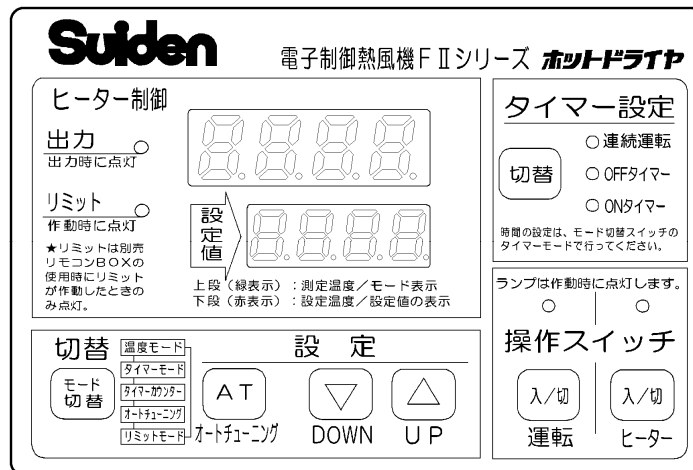 Suiden
電子制御熱風機FⅡシリーズ ホットドライヤ
ヒーター制御
出力
出力時に点灯
リミット
作動時に点灯
★リミットは別売
リモコンBOXの
使用時にリミット
が作動したときの
み点灯。
設定値
上段（緑表示）：測定温度／モード表示
下段（赤表示）：設定温度／設定値の表示
タイマー設定
切替
連続運転
OFFタイマー
ONタイマー
時間の設定は、モード切替スイッチの
タイマーモードで行ってください。
切替
モード
切替
温度モード
タイマーモード
タイマーカウンター
オートチューニング
リミットモード
設定
AT
オートチューニング
DOWN
UP
ランプは作動時に点灯します。
操作スイッチ
入／切
運転
入／切
ヒーター